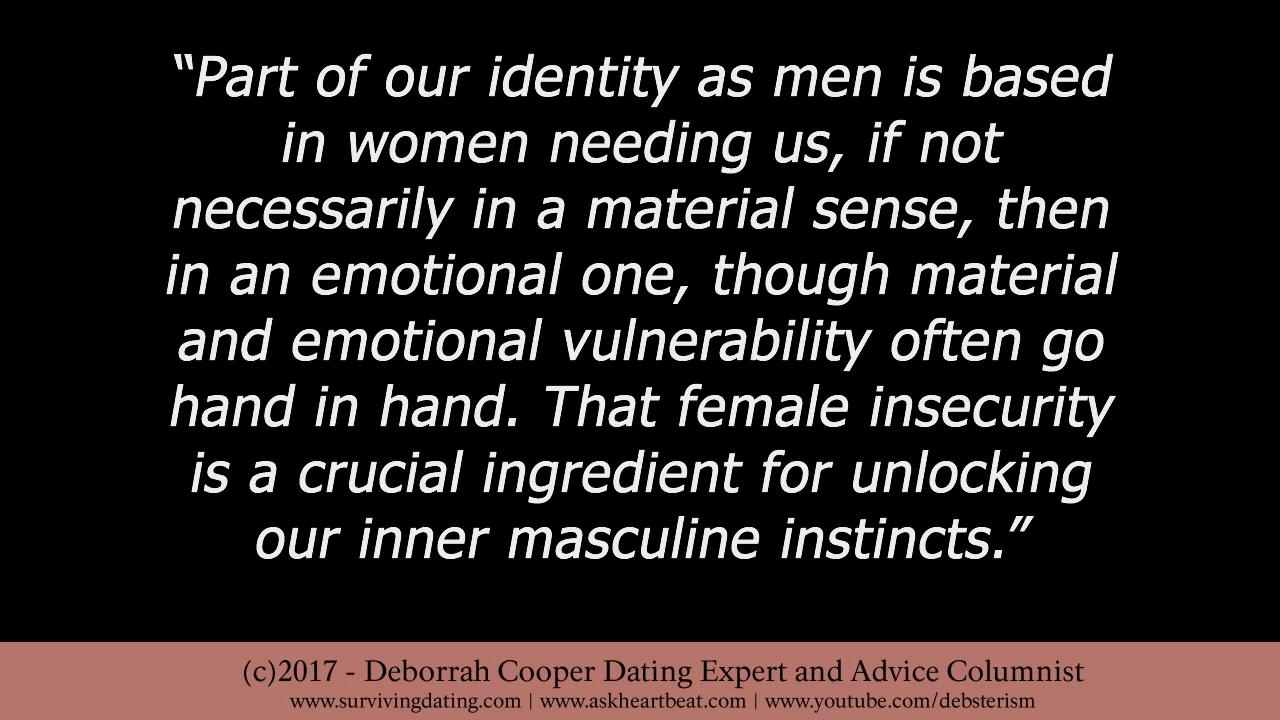 “Part of our identity as men is based
in women needing us, if not
necessarily in a material sense, then
in an emotional one, though material
and emotional vulnerability often go
hand in hand. That female insecurity
is a crucial ingredient for unlocking
our inner masculine instincts.”
(c)2017 - Deborrah Cooper Dating Expert and Advice Columnist
www.survivingdating.com | www.askheartbeat.com | www.youtube.com/debsterism